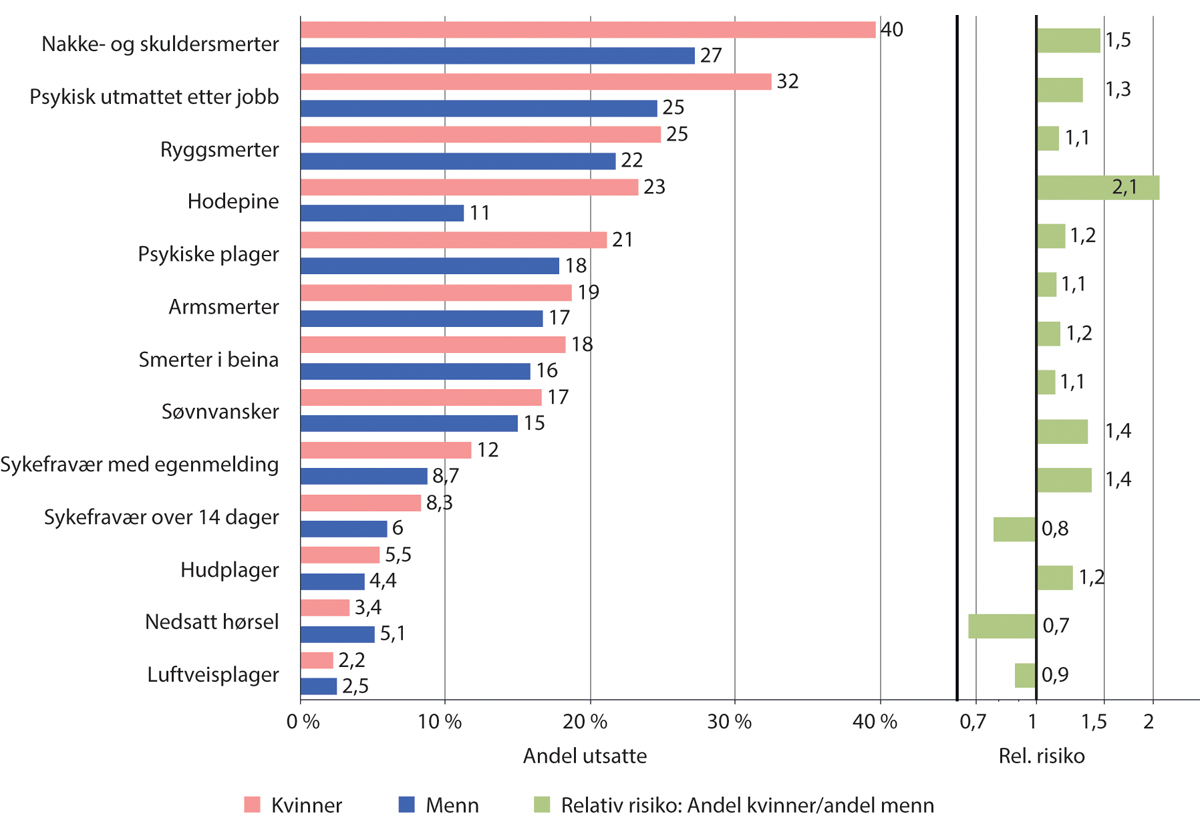 Nakke- og skuldersmerter
40
27
1,5
Psykisk utmattet etter jobb
32
25
1,3
Ryggsmerter
25
22
1,1
Hodepine
23
11
2,1
Psykiske plager
21
18
1,2
Armsmerter
19
17
1,1
Smerter i beina
18
16
1,2
Søvnvansker
17
15
1,1
Sykefravær med egenmelding
12
8,7
1,4
Sykefravær over 14 dager
8,3
6
1,4
0,8
Hudplager
5,5
4,4
1,2
Nedsatt hørsel
3,4
5,1
0,7
Luftveisplager
2,2
2,5
0,9
0 % 10 % 20 % 30 % 40 % 0,7 1 1,5 2
Andel utsatte Rel. risiko
Kvinner Menn Relativ risiko: Andel kvinner/andel menn